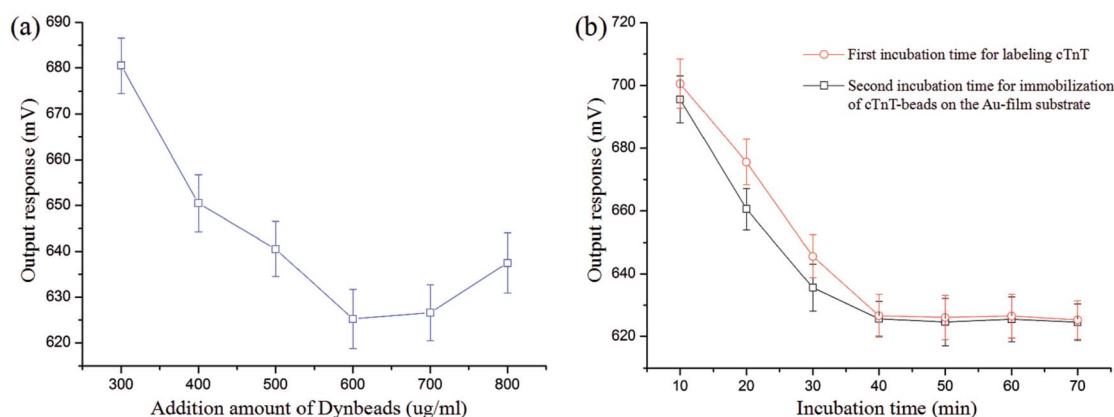 (a)
690
680
670
660
650
640
630
620
Output response (mV)
300 400 500 600 700 800
Addition amount of Dynbeads (ug/ml)
(b)
720
700
680
660
640
620
Output response (mV)
First incubation time for labeling cTnT
Second incubation time for immobilization
of cTnT-beads on the Au-film substrate
10 20 30 40 50 60 70
Incubation time (min)